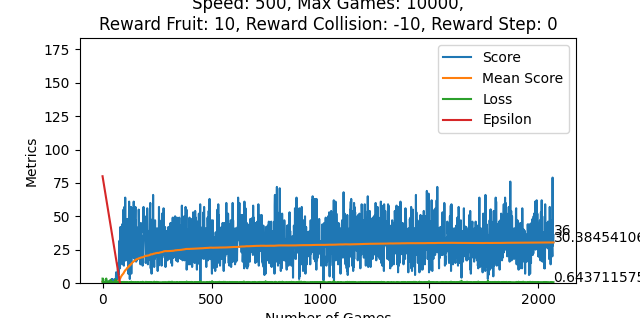 Speed: 500, Max Games: 10000,
Reward Fruit: 10, Reward Collision: -10, Reward Step: 0
175
150
125
100
75
50
25
0
Metrics
Score
Mean Score
Loss
Epsilon
36
30.38454106
0.643711575
0
500
1000
1500
2000
Number of Games